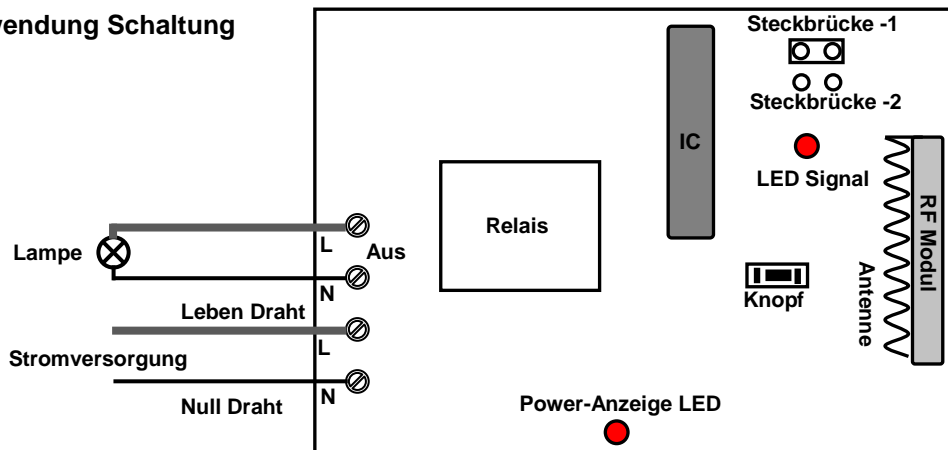 wendung Schaltung
Steckbrücke -1
Steckbrücke -2
IC
LED Signal
RF Modul
Antenne
Relais
Lampe
L
Aus
N
Knopf
Leben Draht
L
Stromversorgung
N
Null Draht
Power-Anzeige LED